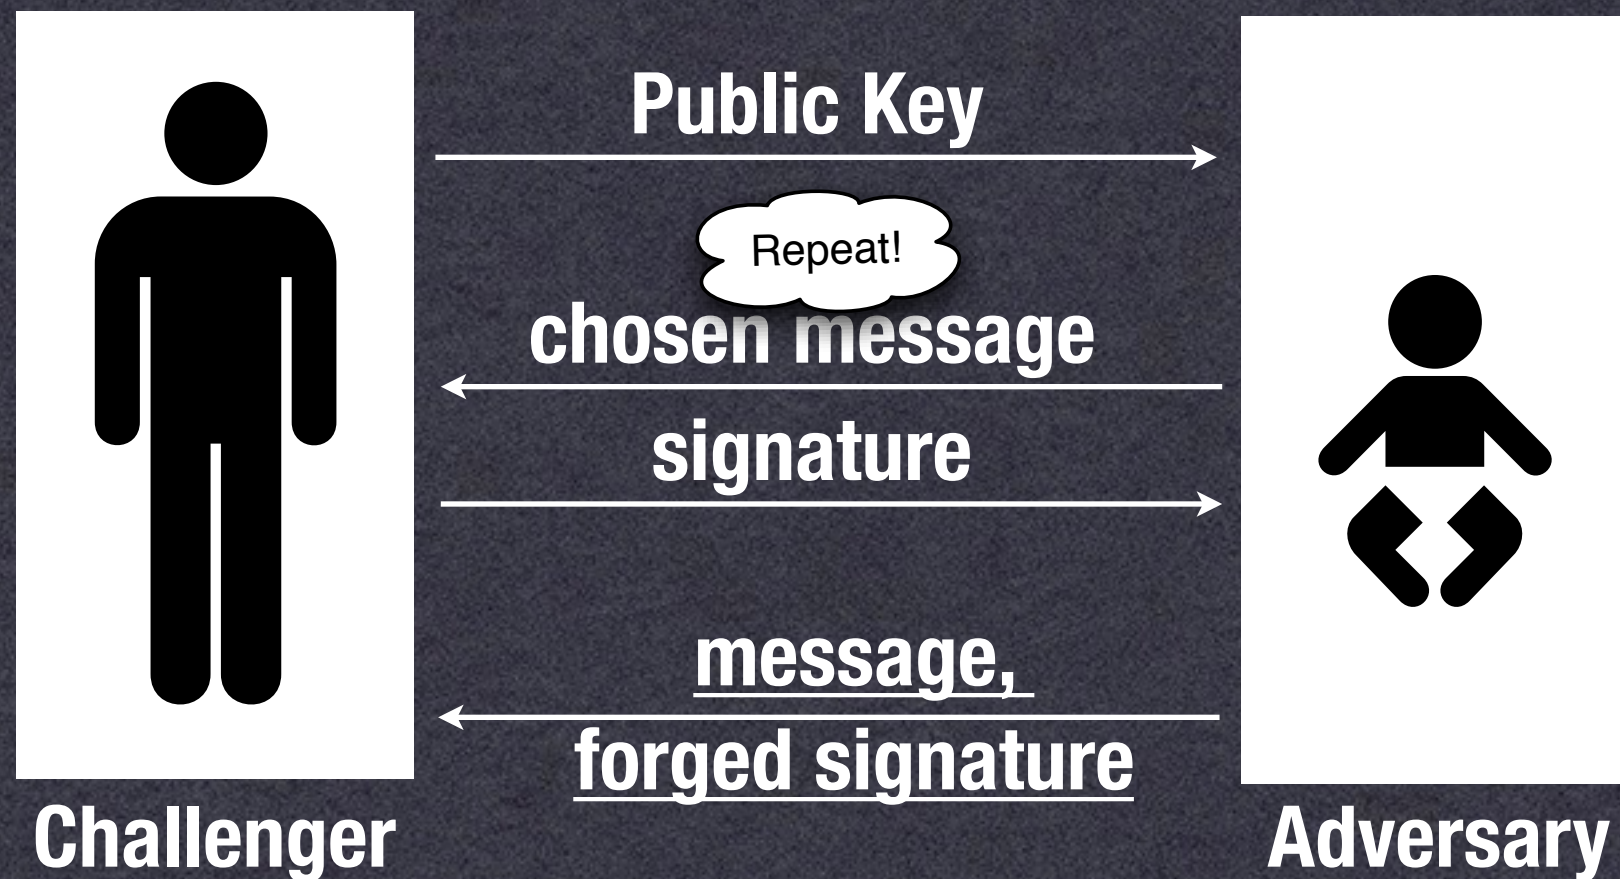 Public Key
Repeat!
chosen message
signature
message,
forged signature
Challenger
Adversary